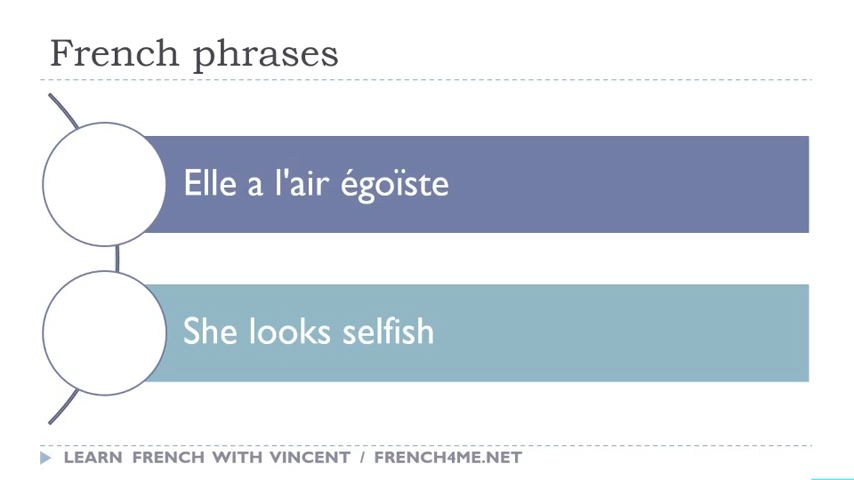 French phrases
Elle a l'air égoïste
She looks selfish
LEARN FRENCH WITH VINCENT / FRENCH4ME.NET